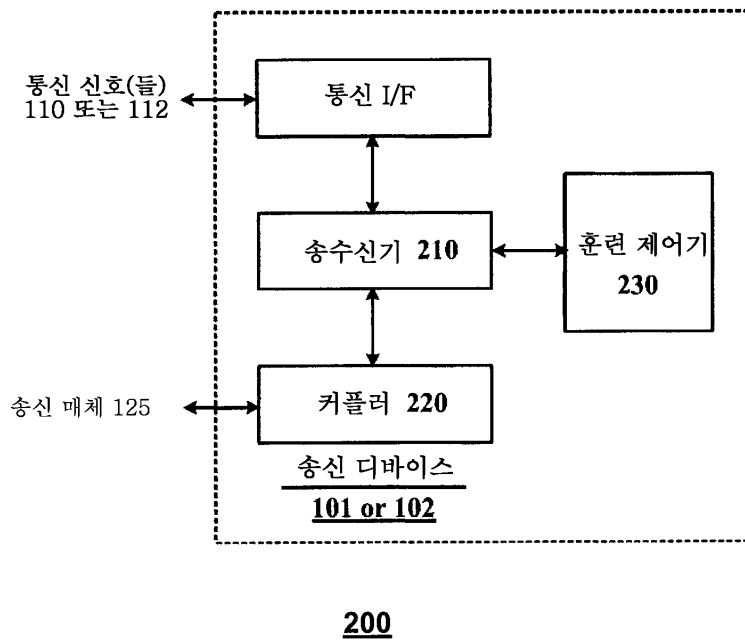 통신 신호(들)
110 또는 112
통신 I/F
송수신기 210
훈련 제어기
230
송신 매체 125
커플러 220
송신 디바이스
101 or 102
200